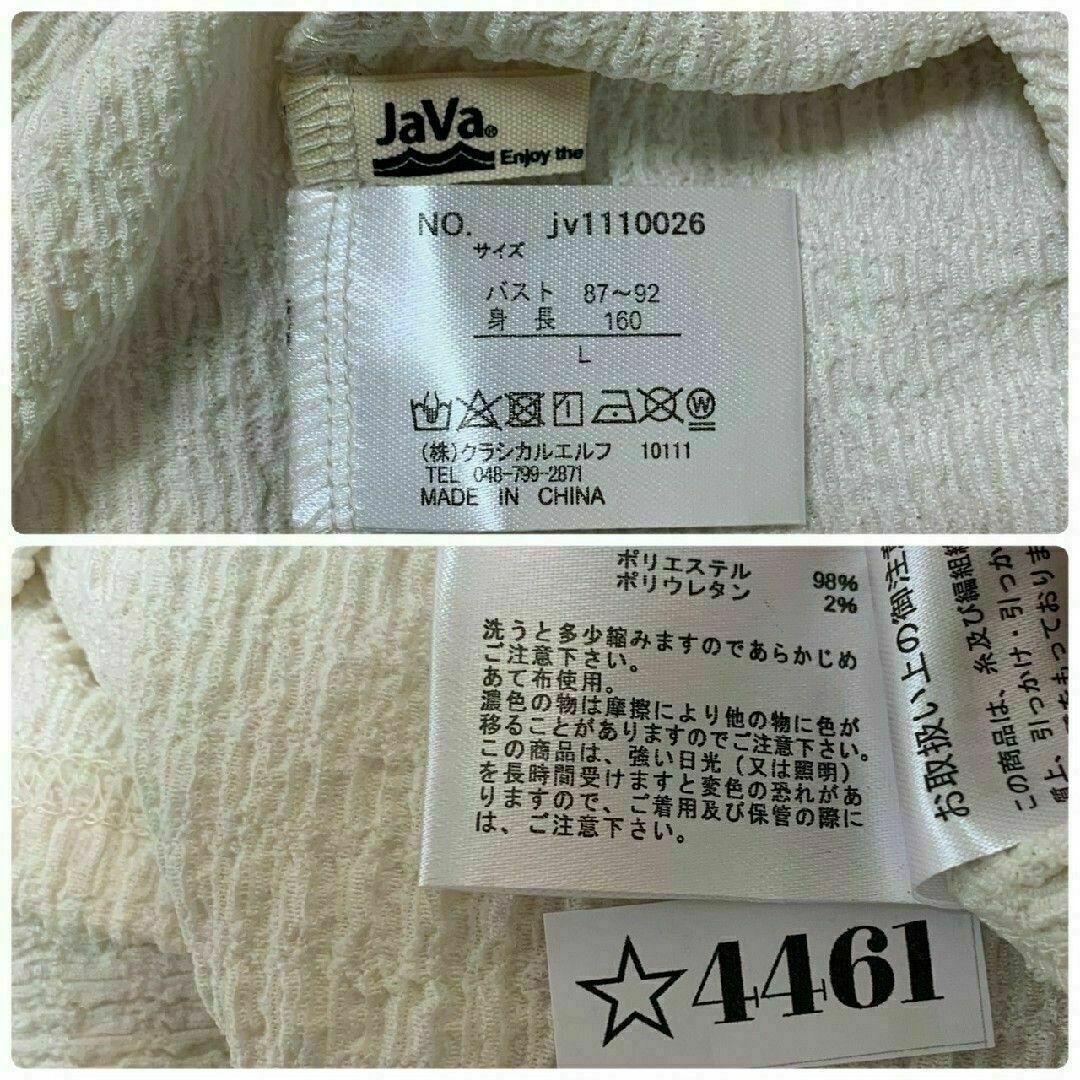 JaVa®
Enjoy the
NO. jv1110026
サイズ
バスト 87～92
身長 160
L
W
(株)クラシカルエルフ 10111
TEL 048-799-2871
MADE IN CHINA
ポリエステル 98%
ポリウレタン 2%
洗うと多少縮みますのであらかじめ
ご注意下さい。
あて布使用。
濃色の物は摩擦により他の物に色が
移ることがありますのでご注意下さい。
この商品は、強い日光（又は照明）
を長時間受けますと変色の恐れがあ
りますので、ご着用及び保管の際に
は、ご注意下さい。
お取扱い上の御注
この商品は、糸及び編組
引っかけ・引っか
☆4461